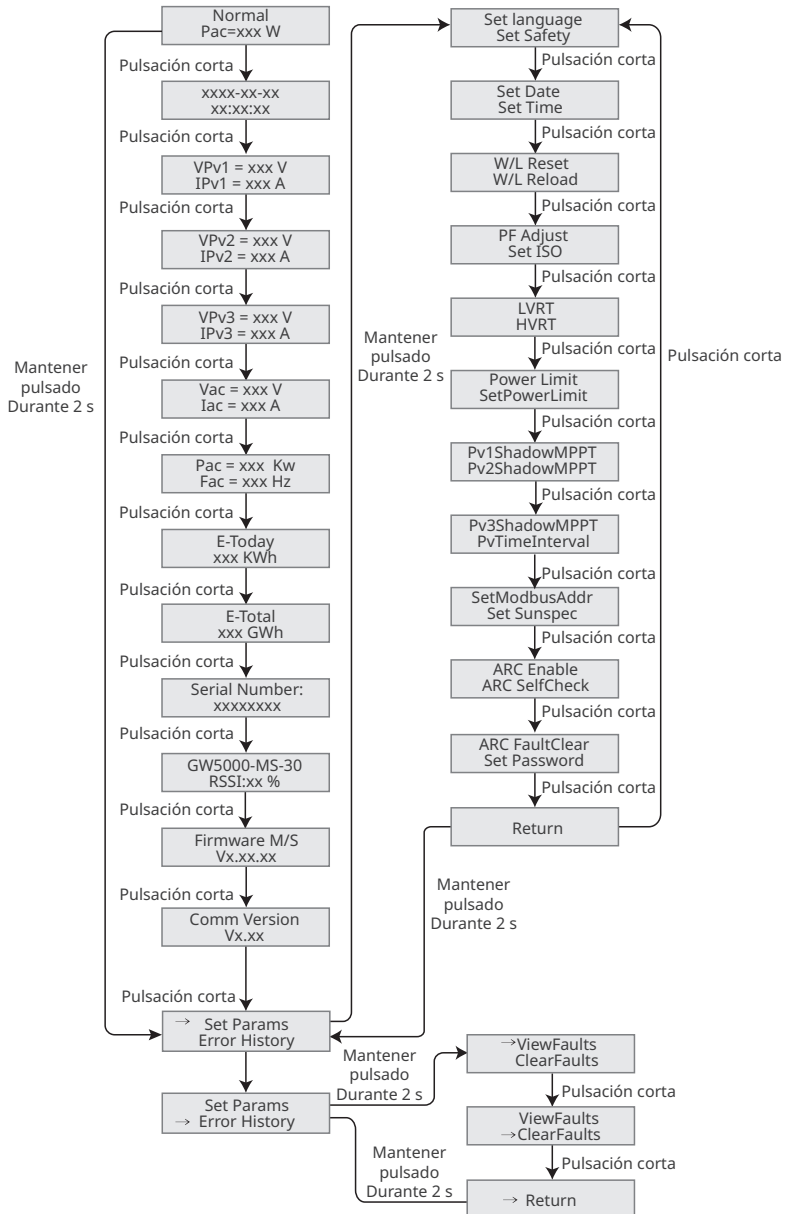 Normal
Pac=xxx W
Pulsación corta
xxxx-xx-xx
xx:xx:xx
Pulsación corta
VPv1 = xxx V
IPv1 = xxx A
Pulsación corta
VPv2 = xxx V
IPv2 = xxx A
Pulsación corta
VPv3 = xxx V
IPv3 = xxx A
Pulsación corta
Mantener
pulsado
Durante 2 s
Vac = xxx V
Iac = xxx A
Pulsación corta
Pac = xxx Kw
Fac = xxx Hz
Pulsación corta
E-Today
xxx KWh
Pulsación corta
E-Total
xxx GWh
Pulsación corta
Serial Number:
xxxxxxxx
Pulsación corta
GW5000-MS-30
RSSI:xx %
Pulsación corta
Firmware M/S
Vx.xx.xx
Pulsación corta
Comm Version
Vx.xx
Pulsación corta
→ Set Params
Error History
Set Params
→ Error History
Mantener
pulsado
Durante 2 s
Set language
Set Safety
Pulsación corta
Set Date
Set Time
Pulsación corta
W/L Reset
W/L Reload
Pulsación corta
PF Adjust
Set ISO
Pulsación corta
LVRT
HVRT
Pulsación corta
Pulsación corta
Power Limit
SetPowerLimit
Pulsación corta
Pv1ShadowMPPT
Pv2ShadowMPPT
Pulsación corta
Pv3ShadowMPPT
PvTimeInterval
Pulsación corta
SetModbusAddr
Set Sunspec
Pulsación corta
ARC Enable
ARC SelfCheck
Pulsación corta
ARC FaultClear
Set Password
Pulsación corta
Return
Mantener
pulsado
Durante 2 s
Mantener
pulsado
Durante 2 s
→ViewFaults
ClearFaults
Pulsación corta
ViewFaults
→ClearFaults
Pulsación corta
Mantener
pulsado
Durante 2 s
→ Return